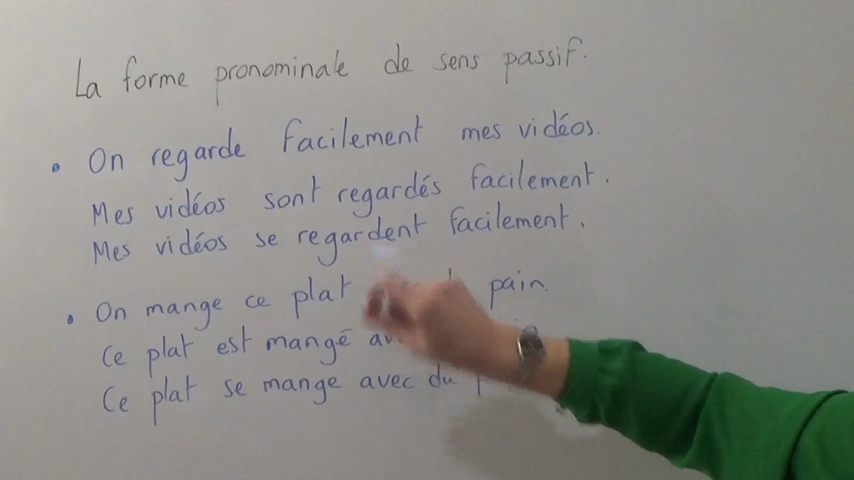 La forme pronominale de sens passif.
• On regarde facilement mes vidéos.
Mes vidéos sont regardés facilement.
Mes vidéos se regardent facilement.
• On mange ce plat pain.
Ce plat est mangé
Ce plat se mange avec du